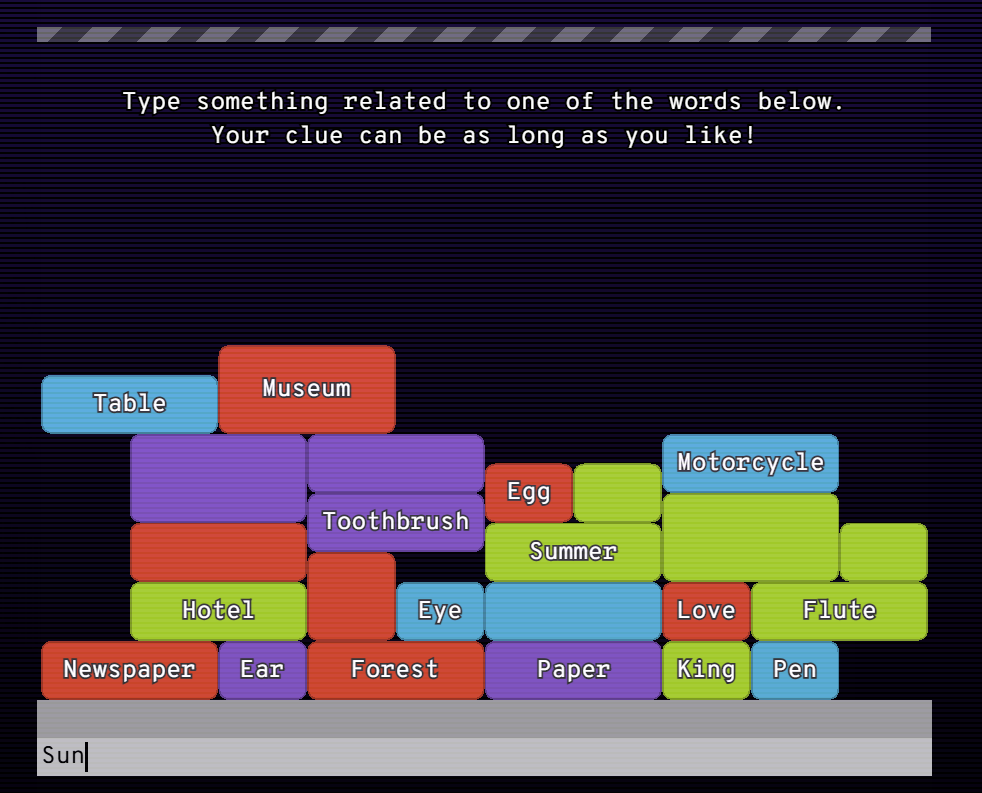 Type something related to one of the words below.
Your clue can be as long as you like!
Museum
Table
Motorcycle
Egg
Toothbrush
Summer
Hotel
Eye
Love
Flute
Newspaper
Ear
Forest
Paper
King
Pen
Sun